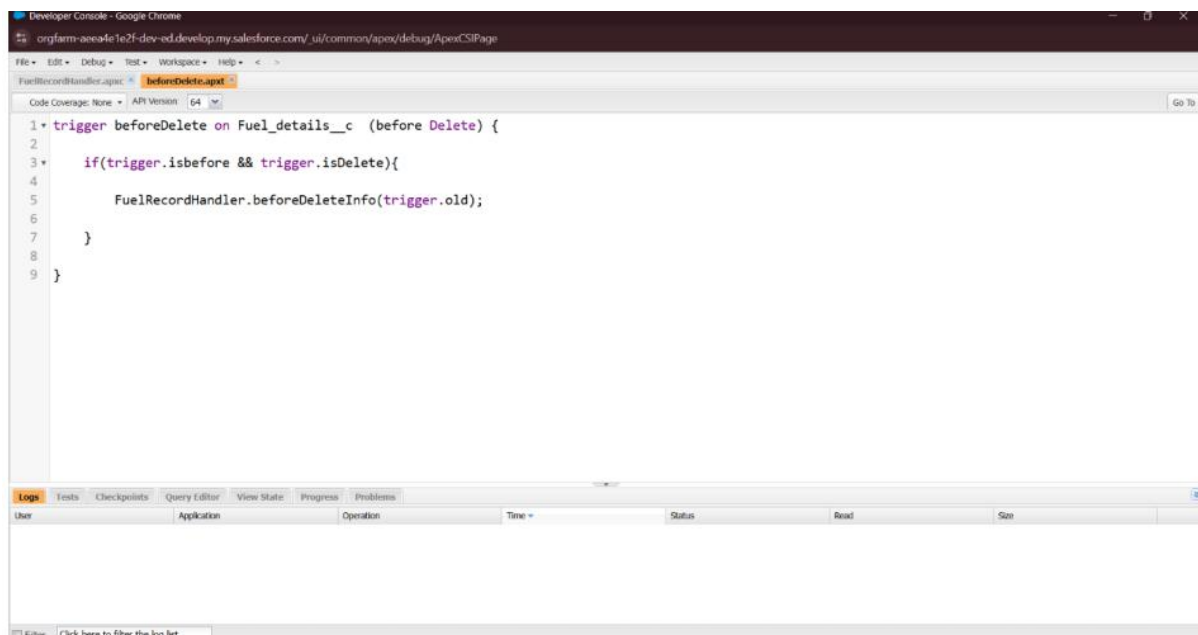 Developer Console - Google Chrome
orgfarm-aeea4e1e2f-dev-ed.develop.my.salesforce.com/_ui/common/apex/debug/ApexCSIPage
File Edit Debug Test Workspace Help < >
FuelRecordHandler.apxc beforeDelete.apxt
Code Coverage: None API Version: 64 Go To
1 trigger beforeDelete on Fuel_details__c (before Delete) {
2
3 if(trigger.isbefore && trigger.isDelete){
4
5 FuelRecordHandler.beforeDeleteInfo(trigger.old);
6
7 }
8
9 }
Logs Tests Checkpoints Query Editor View State Progress Problems
User Application Operation Time Status Read Size
Filter Click here to filter the log list